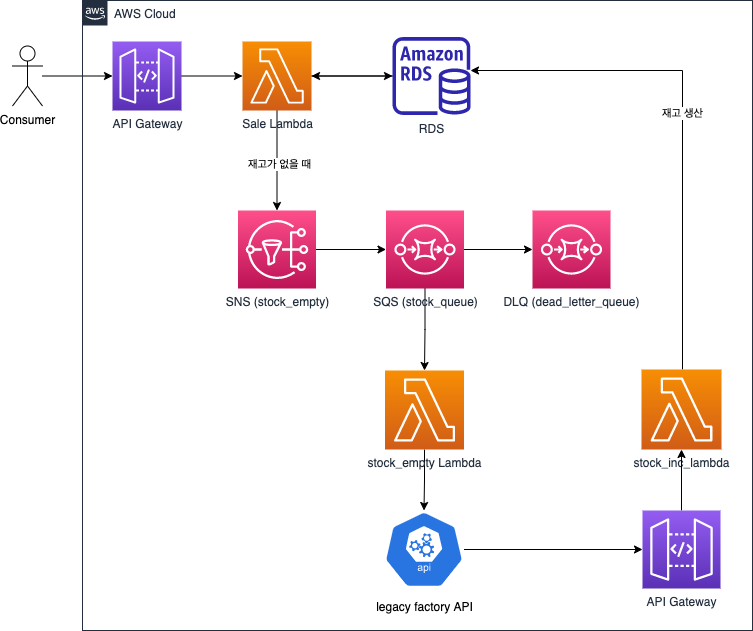 aws
AWS Cloud
Amazon
RDS
Consumer
API Gateway
Sale Lambda
RDS
재고 생산
재고가 없을 때
SNS (stock_empty)
SQS (stock_queue)
DLQ (dead_letter_queue)
stock_empty Lambda
stock_inc_lambda
api
legacy factory API
API Gateway